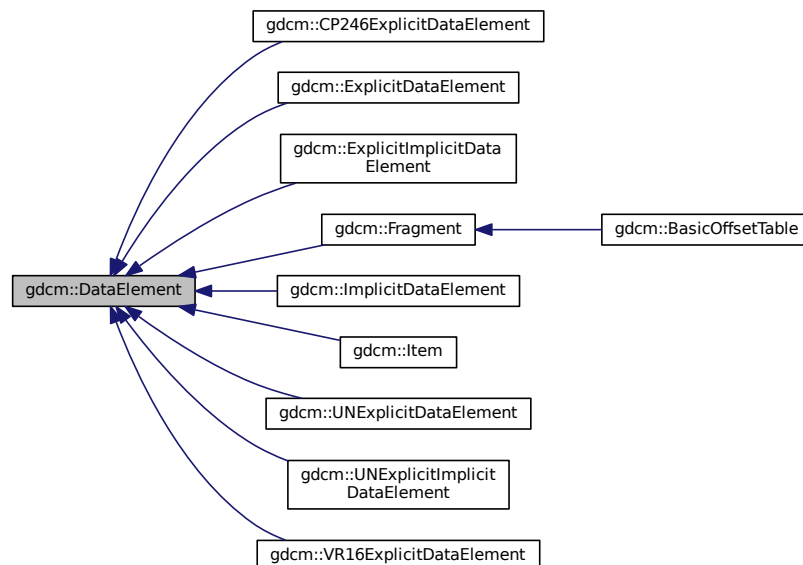 gdcm::CP246ExplicitDataElement
gdcm::ExplicitDataElement
gdcm::ExplicitImplicitData
Element
gdcm::Fragment
gdcm::BasicOffsetTable
gdcm::DataElement
gdcm::ImplicitDataElement
gdcm::Item
gdcm::UNExplicitDataElement
gdcm::UNExplicitImplicit
DataElement
gdcm::VR16ExplicitDataElement